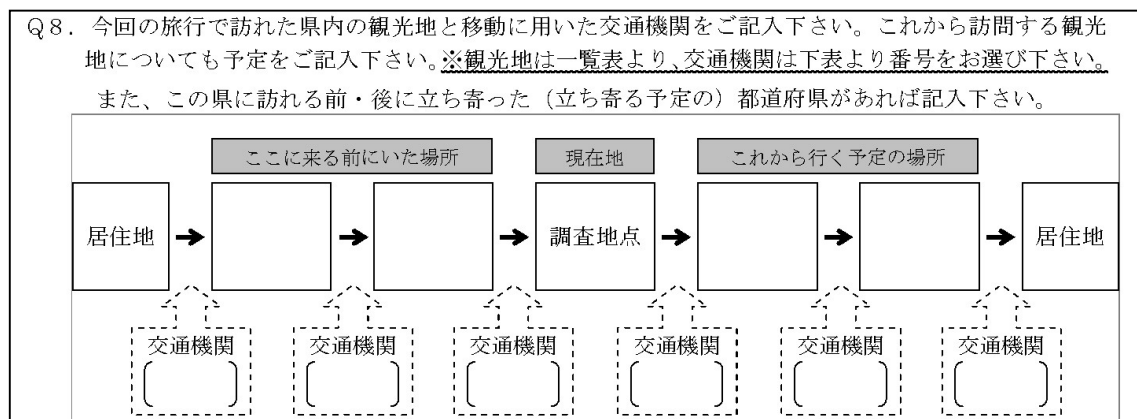 Q8．今回の旅行で訪れた県内の観光地と移動に用いた交通機関をご記入下さい。これから訪問する観光
地についても予定をご記入下さい。※観光地は一覧表より、交通機関は下表より番号をお選び下さい。
また、この県に訪れる前・後に立ち寄った（立ち寄る予定の）都道府県があれば記入下さい。
ここに来る前にいた場所 現在地 これから行く予定の場所
居住地 調査地点 居住地
交通機関 交通機関 交通機関 交通機関 交通機関 交通機関